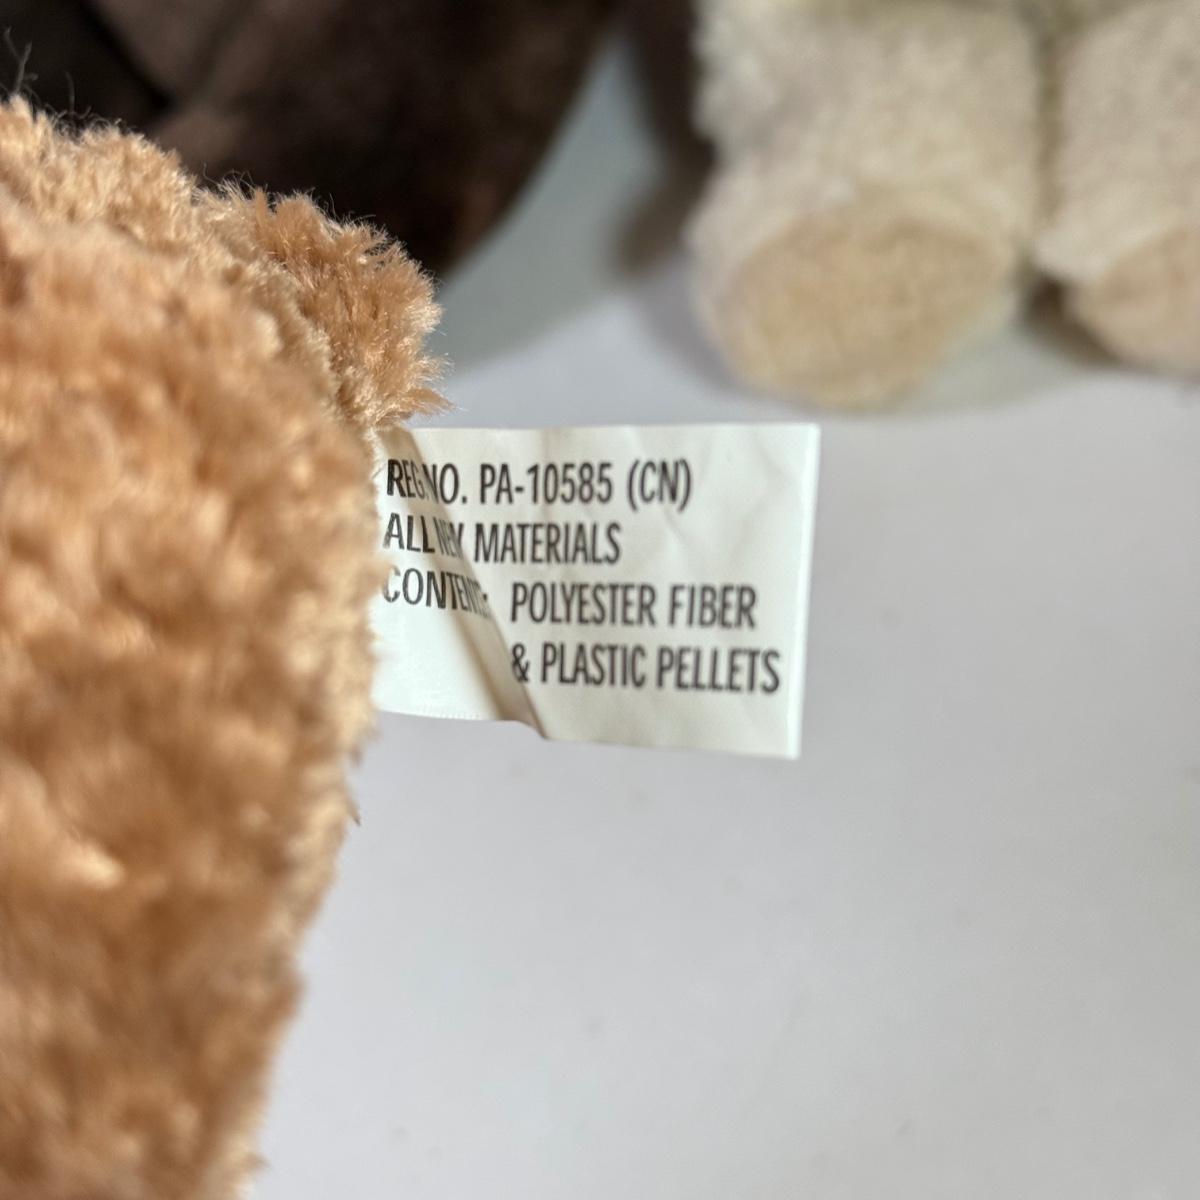 REG. NO. PA-10585 (CN)
ALL NEW MATERIALS
CONTENTS: POLYESTER FIBER
& PLASTIC PELLETS